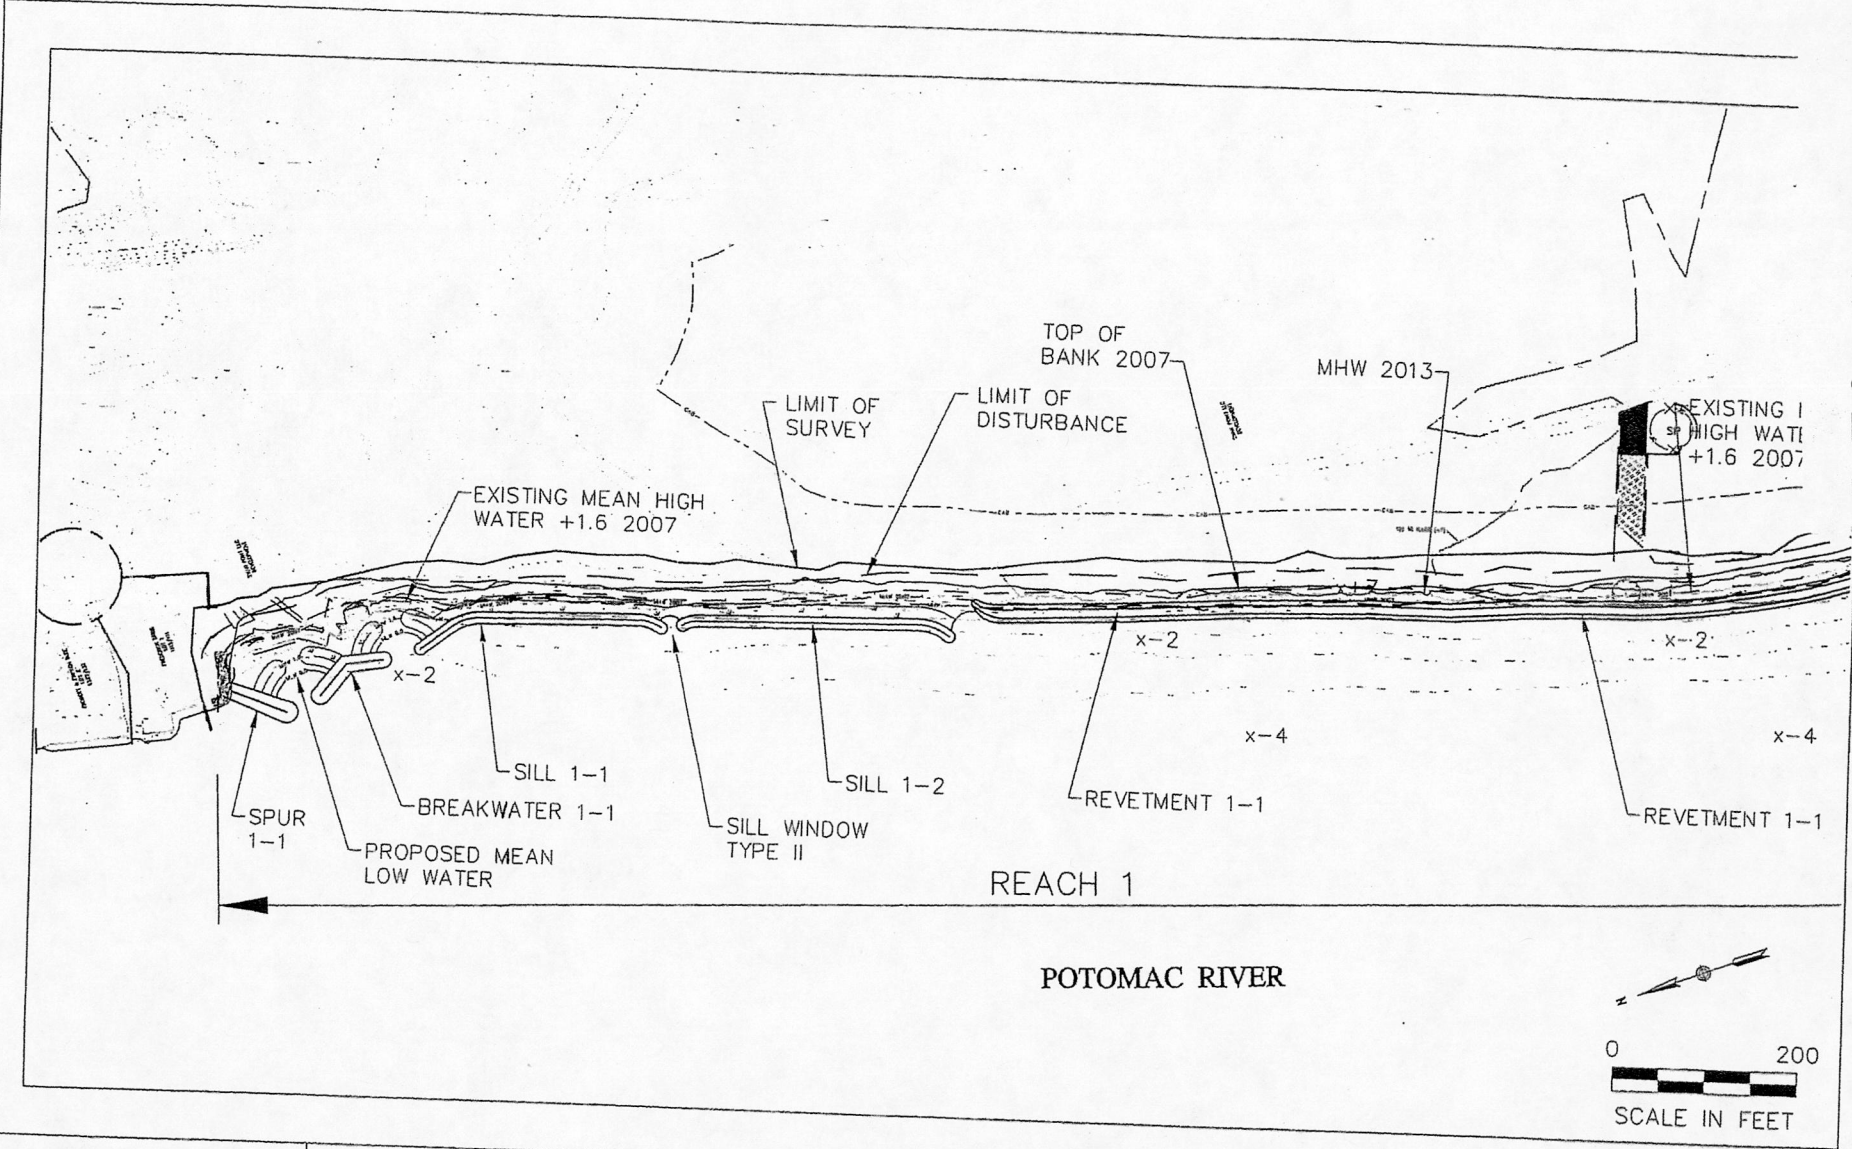 TOP OF
BANK 2007
MHW 2013
LIMIT OF
SURVEY
LIMIT OF
DISTURBANCE
EXISTING
HIGH WATE
+1.6 2007
SP
EXISTING MEAN HIGH
WATER +1.6 2007
x-2
x-2
x-2
x-4
x-4
SILL 1-1
SILL 1-2
BREAKWATER 1-1
REVETMENT 1-1
REVETMENT 1-1
SPUR
1-1
SILL WINDOW
TYPE II
PROPOSED MEAN
LOW WATER
REACH 1
POTOMAC RIVER
N
0 200
SCALE IN FEET